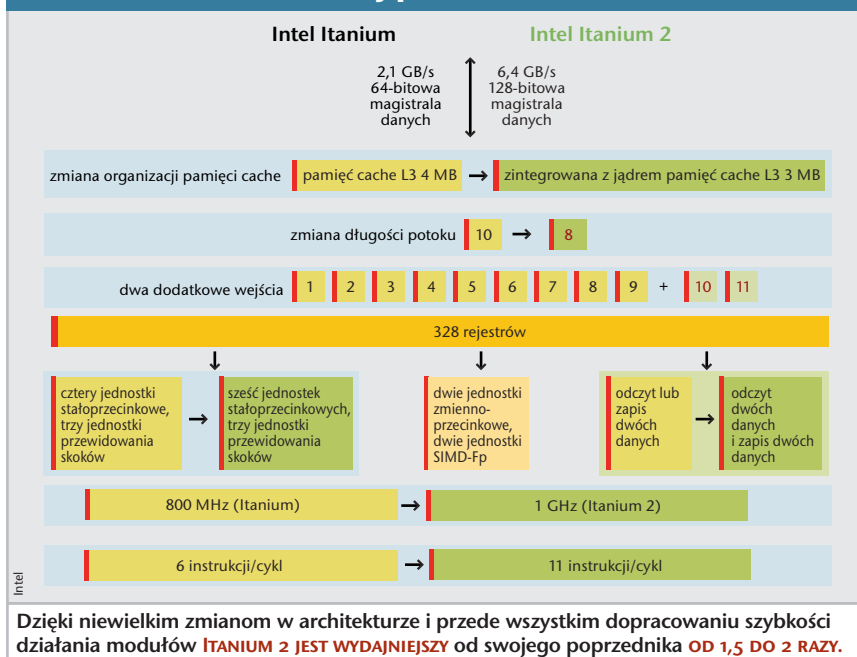 Intel Itanium
Intel Itanium 2
2,1 GB/s
64-bitowa
magistrala
danych
6,4 GB/s
128-bitowa
magistrala
danych
zmiana organizacji pamięci cache
pamięć cache L3 4 MB
→
zintegrowana z jądrem pamięć cache L3 3 MB
zmiana długości potoku
10
→
8
dwa dodatkowe wejścia
1 2 3 4 5 6 7 8 9 + 10 11
328 rejestrów
cztery jednostki
stałoprzecinkowe,
trzy jednostki
przewidywania
skoków
→
sześć jednostek
stałoprzecinkowych,
trzy jednostki
przewidowania
skoków
dwie jednostki
zmienno-
przecinkowe,
dwie jednostki
SIMD-Fp
odczyt lub
zapis
dwóch
danych
→
odczyt
dwóch
danych
i zapis dwóch
danych
800 MHz (Itanium)
→
1 GHz (Itanium 2)
6 instrukcji/cykl
→
11 instrukcji/cykl
Intel
Dzięki niewielkim zmianom w architekturze i przede wszystkim dopracowaniu szybkości
działania modułów ITANIUM 2 JEST WYDAJNIEJSZY od swojego poprzednika OD 1,5 DO 2 RAZY.